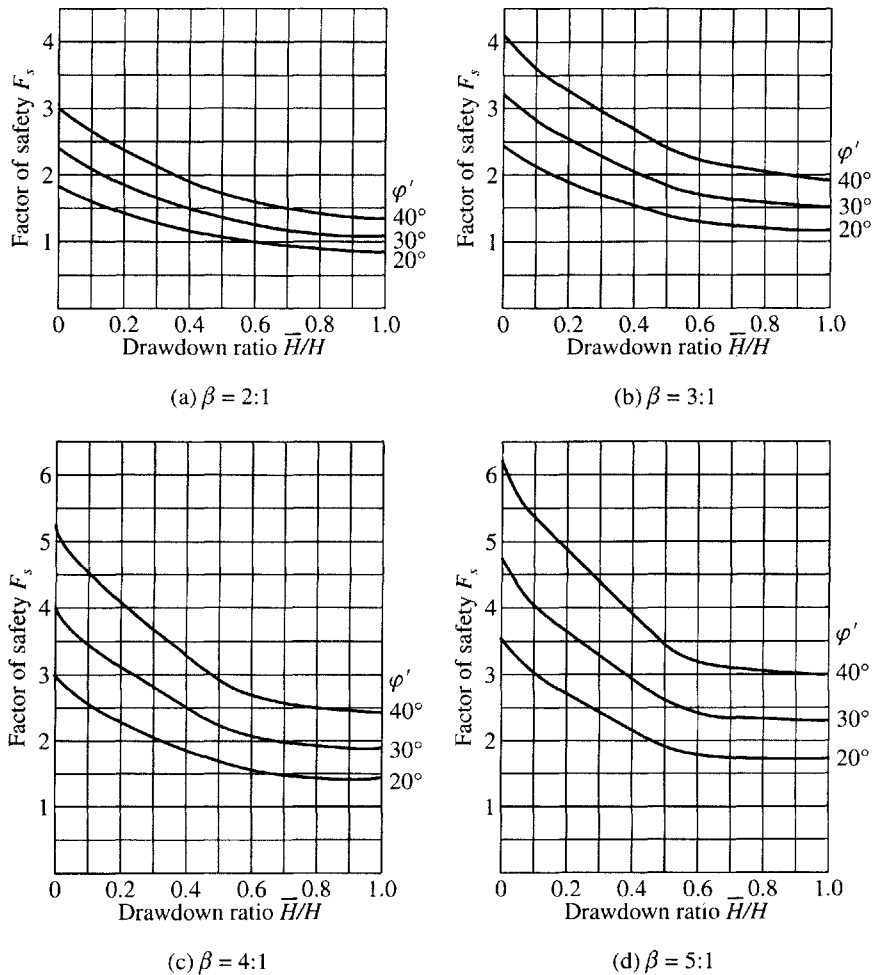 Factor of safety F_s
4
3
2
1
φ'
40°
30°
20°
0 0.2 0.4 0.6 0.8 1.0
Drawdown ratio H̅/H
(a) β = 2:1
Factor of safety F_s
4
3
2
1
φ'
40°
30°
20°
0 0.2 0.4 0.6 0.8 1.0
Drawdown ratio H̅/H
(b) β = 3:1
Factor of safety F_s
6
5
4
3
2
1
φ'
40°
30°
20°
0 0.2 0.4 0.6 0.8 1.0
Drawdown ratio H̅/H
(c) β = 4:1
Factor of safety F_s
6
5
4
3
2
1
φ'
40°
30°
20°
0 0.2 0.4 0.6 0.8 1.0
Drawdown ratio H̅/H
(d) β = 5:1